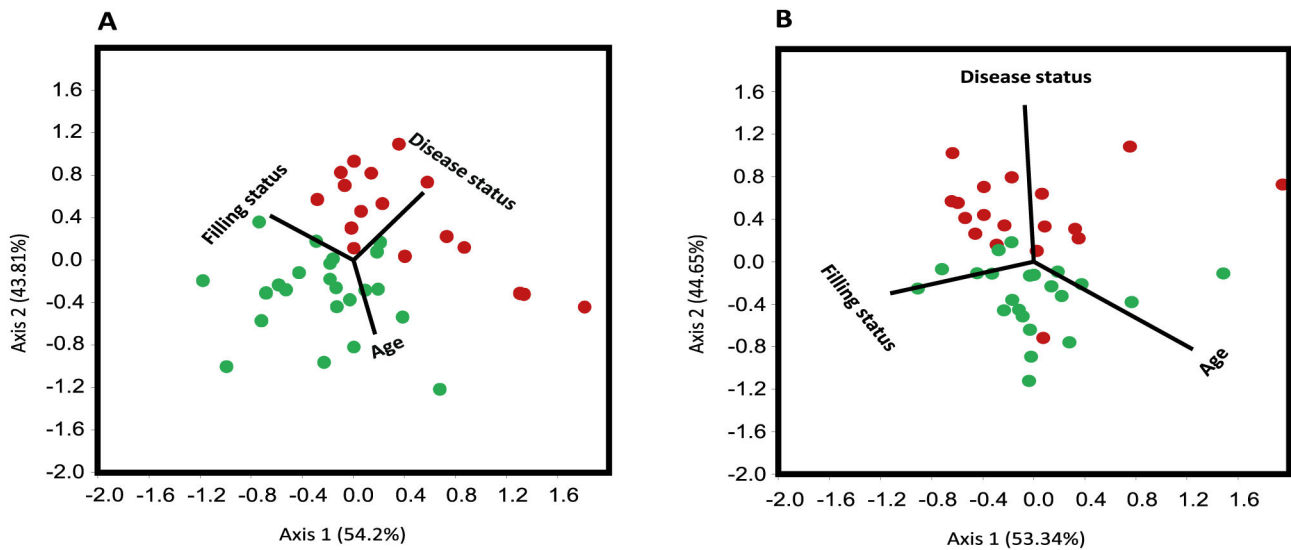 A
Axis 2 (43.81%)
1.6
1.2
0.8
0.4
0.0
-0.4
-0.8
-1.2
-1.6
-2.0
Filling status
Disease status
Age
-2.0 -1.6 -1.2 -0.8 -0.4 0.0 0.4 0.8 1.2 1.6
Axis 1 (54.2%)
B
Axis 2 (44.65%)
1.6
1.2
0.8
0.4
0.0
-0.4
-0.8
-1.2
-1.6
-2.0
Disease status
Filling status
Age
-2.0 -1.6 -1.2 -0.8 -0.4 0.0 0.4 0.8 1.2 1.6
Axis 1 (53.34%)